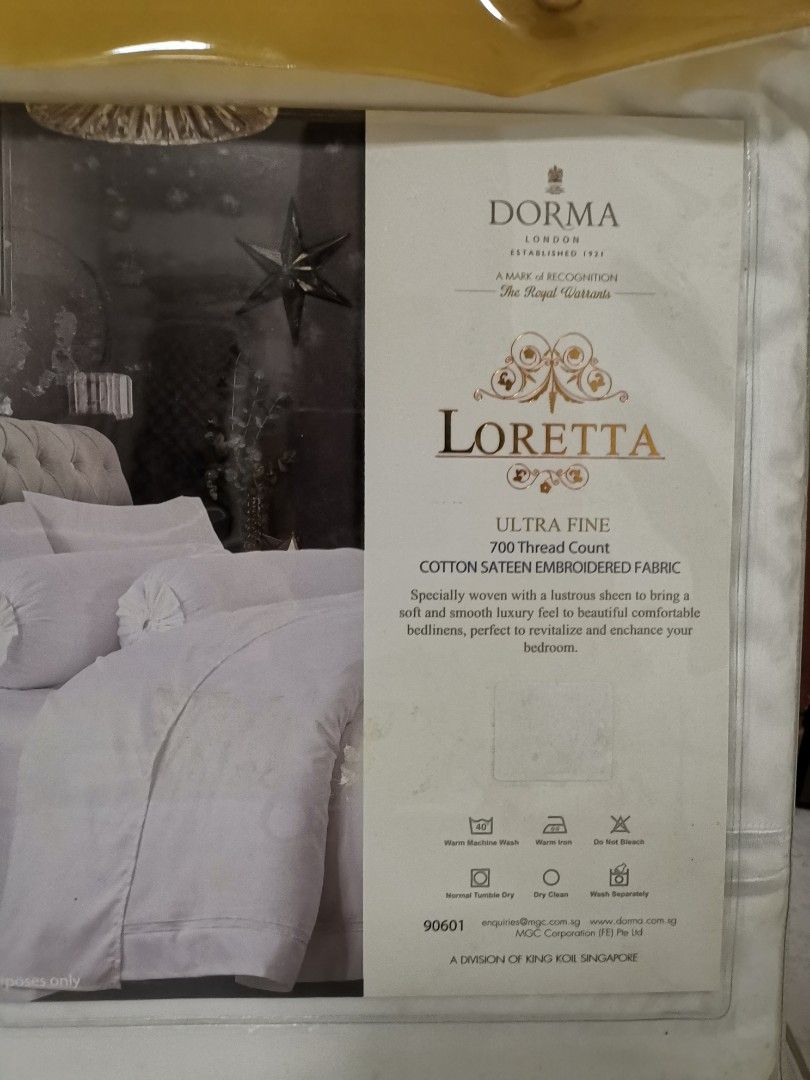 DORMA
LONDON
ESTABLISHED 1921
A MARK of RECOGNITION
The Royal Warrants
LORETTA
ULTRA FINE
700 Thread Count
COTTON SATEEN EMBROIDERED FABRIC
Specially woven with a lustrous sheen to bring a
soft and smooth luxury feel to beautiful comfortable
bedlinens, perfect to revitalize and enchance your
bedroom.
40
Warm Machine Wash Warm Iron Do Not Bleach
Normal Tumble Dry Dry Clean Wash Separately
90601 enquiries@mgc.com.sg www.dorma.com.sg
MGC Corporation (FE) Pte Ltd
A DIVISION OF KING KOIL SINGAPORE
poses only